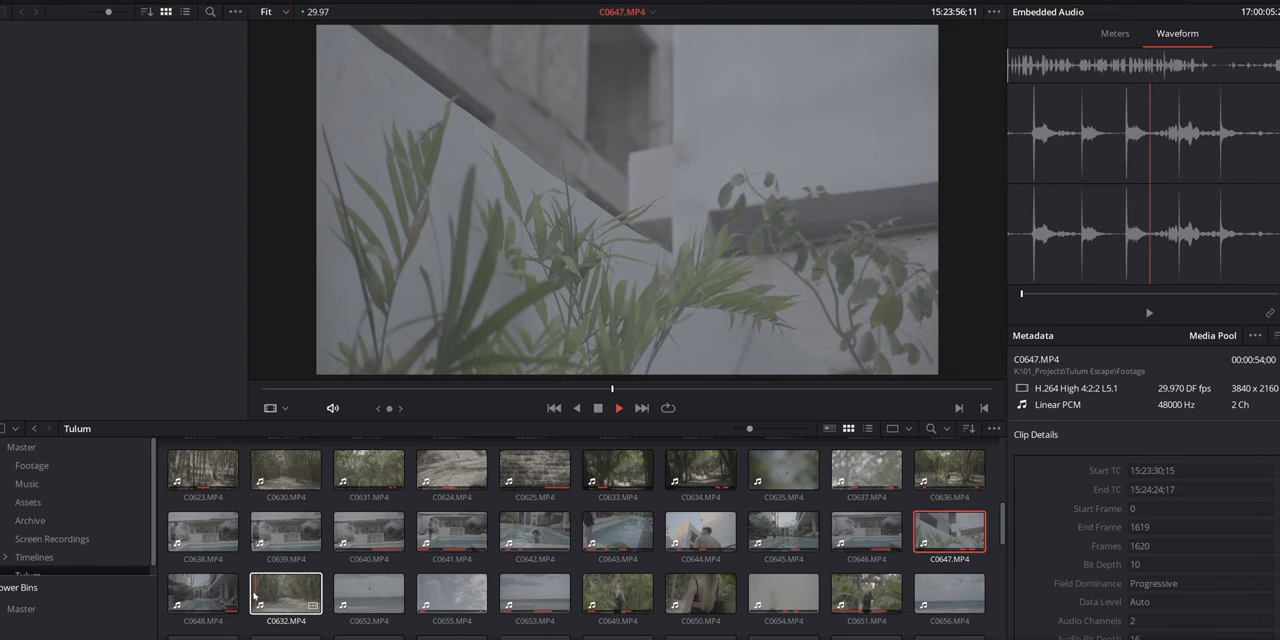 Fit
29.97
C0647.MP4
15:23:56;11
Embedded Audio
17:00:05:2
Meters
Waveform
Metadata
Media Pool
C0647.MP4
00:00:54;00
K:\01_Projects\Tulum Escape\Footage
H.264 High 4:2:2 L5.1
29.970 DF fps
3840 x 2160
Linear PCM
48000 Hz
2 Ch
Clip Details
Start TC 15:23:30;15
End TC 15:24:24;17
Start Frame 0
End Frame 1619
Frames 1620
Bit Depth 10
Field Dominance Progressive
Data Level Auto
Audio Channels 2
Audio Bit Depth 16
Tulum
Master
Footage
Music
Assets
Archive
Screen Recordings
Timelines
Tulum
ower Bins
Master
C0623.MP4
C0630.MP4
C0631.MP4
C0624.MP4
C0625.MP4
C0633.MP4
C0634.MP4
C0635.MP4
C0637.MP4
C0636.MP4
C0638.MP4
C0639.MP4
C0640.MP4
C0641.MP4
C0642.MP4
C0643.MP4
C0644.MP4
C0645.MP4
C0646.MP4
C0647.MP4
C0648.MP4
C0632.MP4
C0652.MP4
C0655.MP4
C0653.MP4
C0649.MP4
C0650.MP4
C0654.MP4
C0651.MP4
C0656.MP4